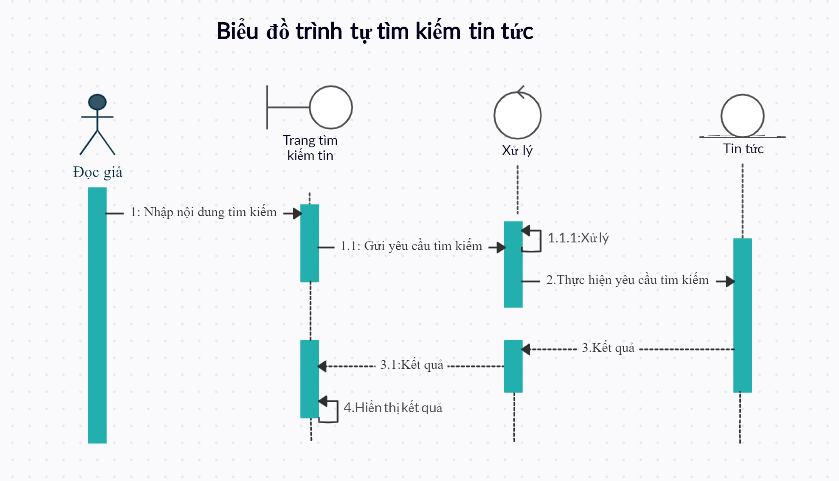 Biểu đồ trình tự tìm kiếm tin tức
Đọc giả
Trang tìm
kiếm tin
Xử lý
Tin tức
1: Nhập nội dung tìm kiếm
1.1: Gửi yêu cầu tìm kiếm
1.1.1:Xử lý
2.Thực hiện yêu cầu tìm kiếm
3.Kết quả
3.1:Kết quả
4.Hiển thị kết quả